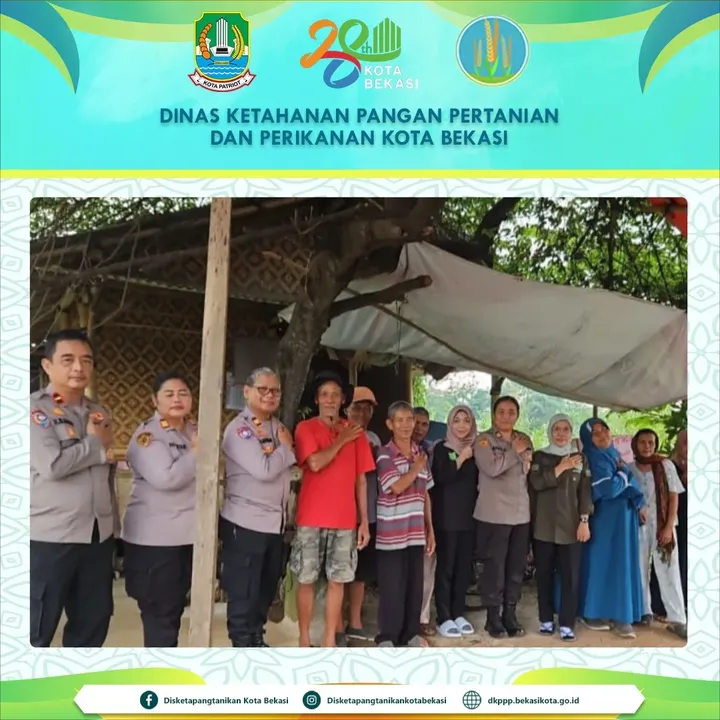 KOTA PATRIOT
28th
KOTA
BEKASI
DINAS KETAHANAN PANGAN PERTANIAN
DAN PERIKANAN KOTA BEKASI
Disketapangtanikan Kota Bekasi
Disketapangtanikankotabekasi
dkppp.bekasikota.go.id